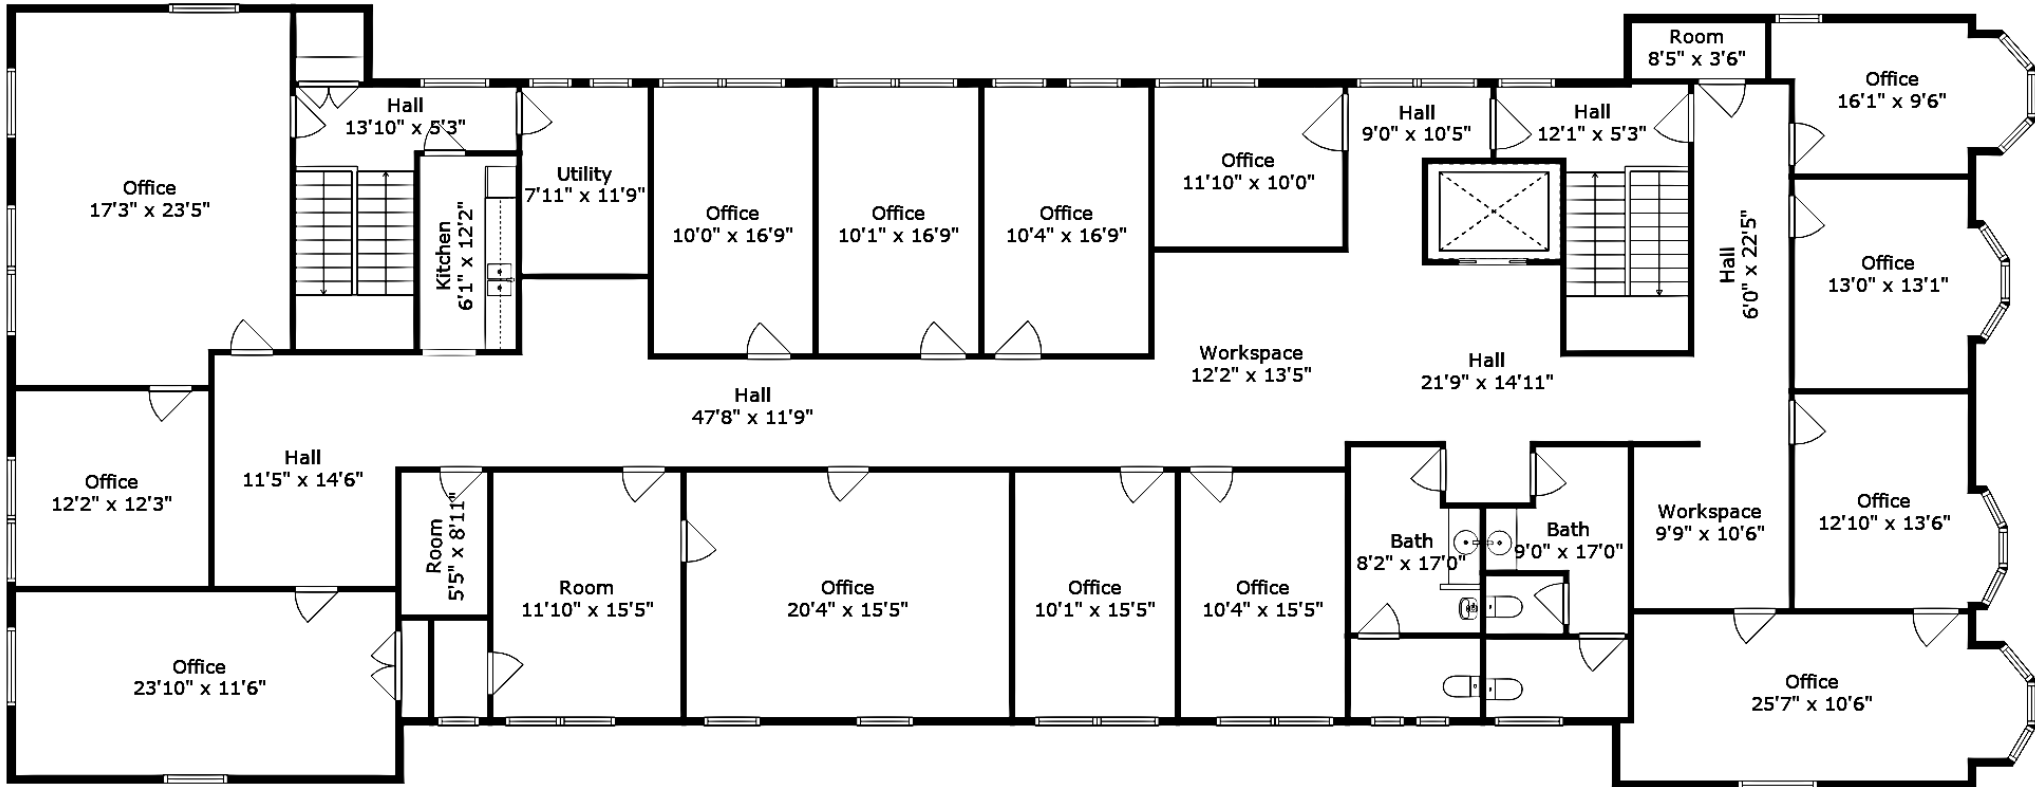 Room
8'5" x 3'6"
Office
16'1" x 9'6"
Hall
13'10" x 5'3"
Hall
9'0" x 10'5"
Hall
12'1" x 5'3"
Office
17'3" x 23'5"
Utility
7'11" x 11'9"
Office
11'10" x 10'0"
Kitchen
6'1" x 12'2"
Office
10'0" x 16'9"
Office
10'1" x 16'9"
Office
10'4" x 16'9"
Hall
6'0" x 22'5"
Office
13'0" x 13'1"
Workspace
12'2" x 13'5"
Hall
21'9" x 14'11"
Hall
47'8" x 11'9"
Office
12'2" x 12'3"
Hall
11'5" x 14'6"
Room
5'5" x 8'11"
Room
11'10" x 15'5"
Office
20'4" x 15'5"
Office
10'1" x 15'5"
Office
10'4" x 15'5"
Bath
8'2" x 17'0"
Bath
9'0" x 17'0"
Workspace
9'9" x 10'6"
Office
12'10" x 13'6"
Office
23'10" x 11'6"
Office
25'7" x 10'6"